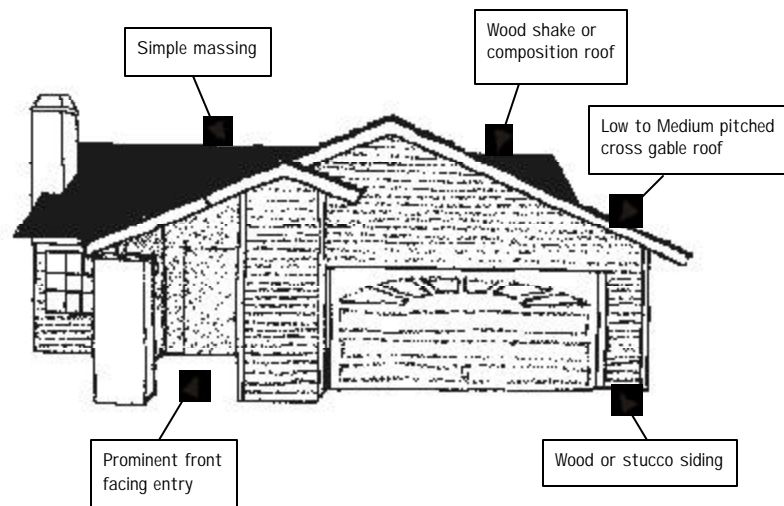 Simple massing
Wood shake or
composition roof
Low to Medium pitched
cross gable roof
Prominent front
facing entry
Wood or stucco siding